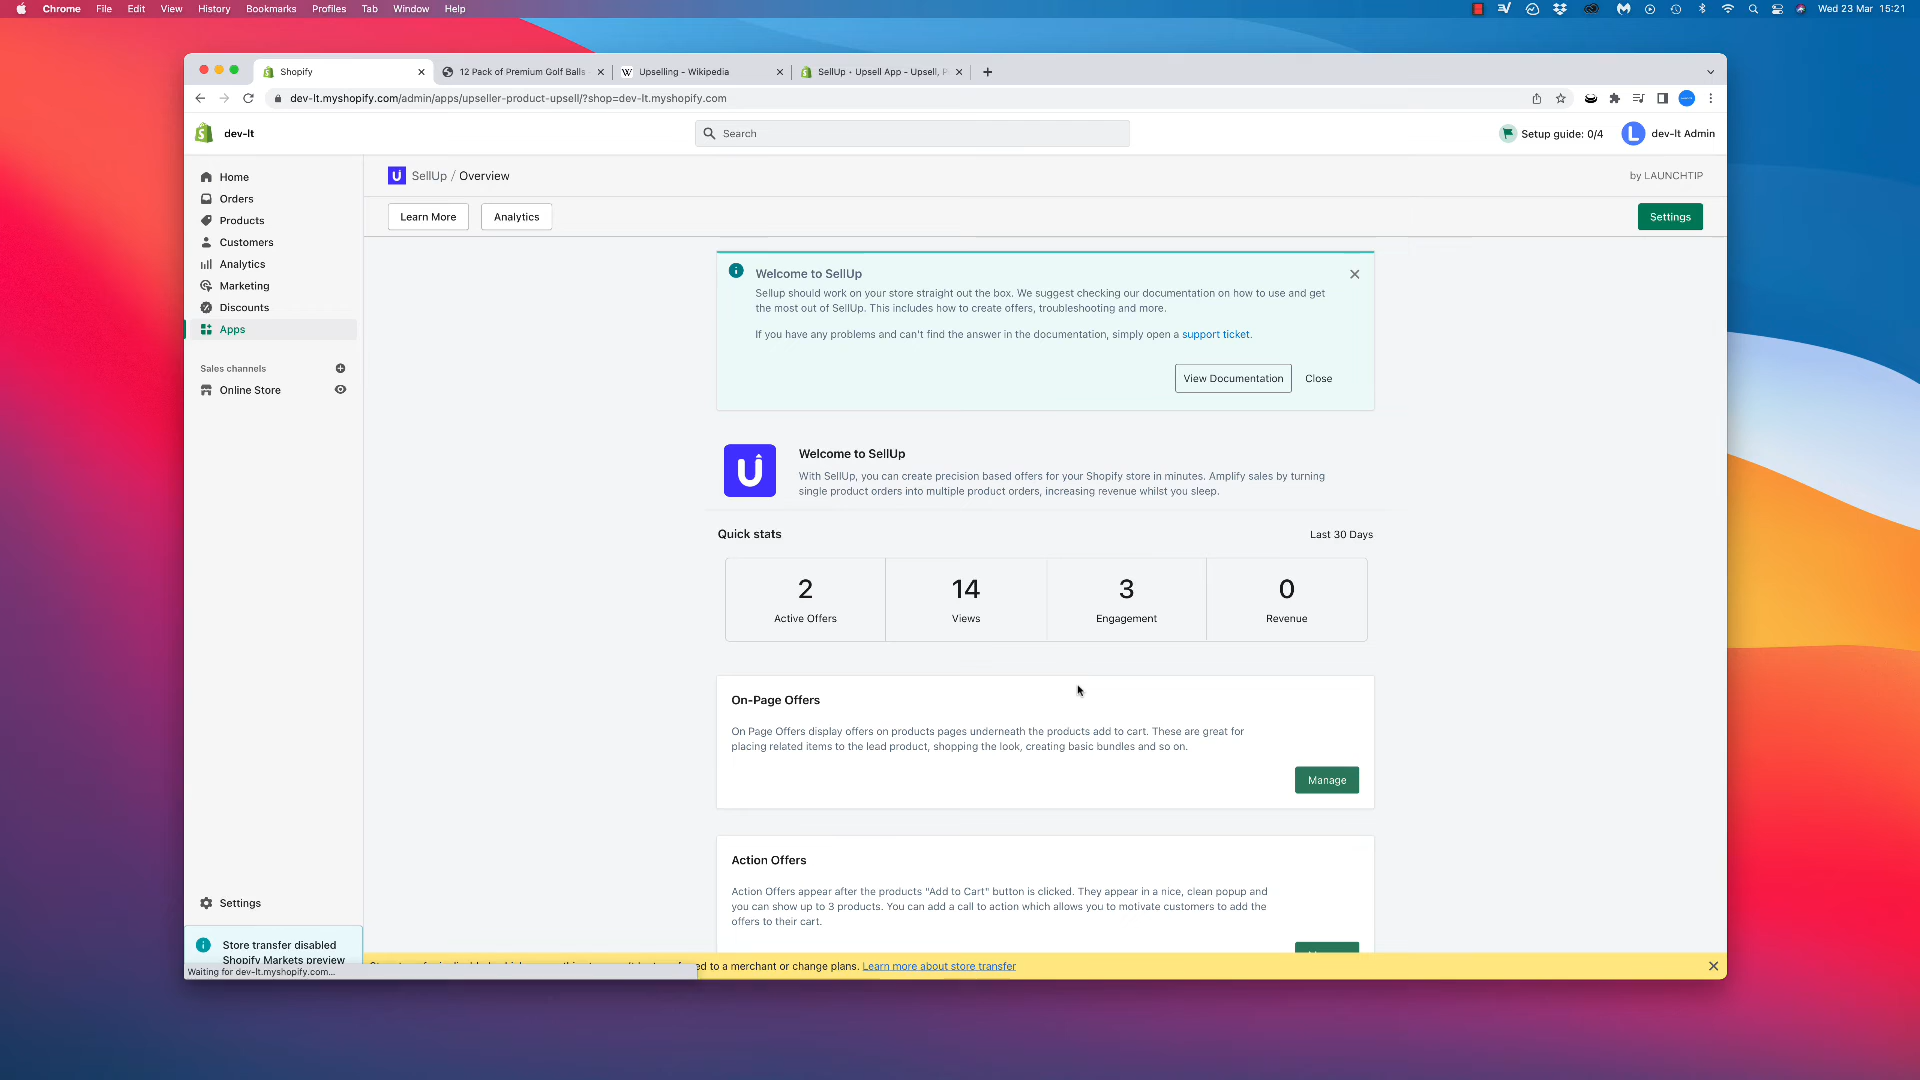 Chrome File Edit View History Bookmarks Profiles Tab Window Help
Wed 23 Mar 15:21
Shopify
12 Pack of Premium Golf Balls
Upselling - Wikipedia
SellUp · Upsell App - Upsell, P
dev-lt.myshopify.com/admin/apps/upseller-product-upsell/?shop=dev-lt.myshopify.com
dev-lt
Search
Setup guide: 0/4
L
dev-lt Admin
Home
Orders
Products
Customers
Analytics
Marketing
Discounts
Apps
Sales channels
Online Store
Settings
Store transfer disabled
Shopify Markets preview
Waiting for dev-lt.myshopify.com...
SellUp / Overview
by LAUNCHTIP
Learn More
Analytics
Settings
Welcome to SellUp
Sellup should work on your store straight out the box. We suggest checking our documentation on how to use and get
the most out of SellUp. This includes how to create offers, troubleshooting and more.
If you have any problems and can't find the answer in the documentation, simply open a support ticket.
View Documentation
Close
Welcome to SellUp
With SellUp, you can create precision based offers for your Shopify store in minutes. Amplify sales by turning
single product orders into multiple product orders, increasing revenue whilst you sleep.
Quick stats
Last 30 Days
2
Active Offers
14
Views
3
Engagement
0
Revenue
On-Page Offers
On Page Offers display offers on products pages underneath the products add to cart. These are great for
placing related items to the lead product, shopping the look, creating basic bundles and so on.
Manage
Action Offers
Action Offers appear after the products "Add to Cart" button is clicked. They appear in a nice, clean popup and
you can show up to 3 products. You can add a call to action which allows you to motivate customers to add the
offers to their cart.
to a merchant or change plans. Learn more about store transfer